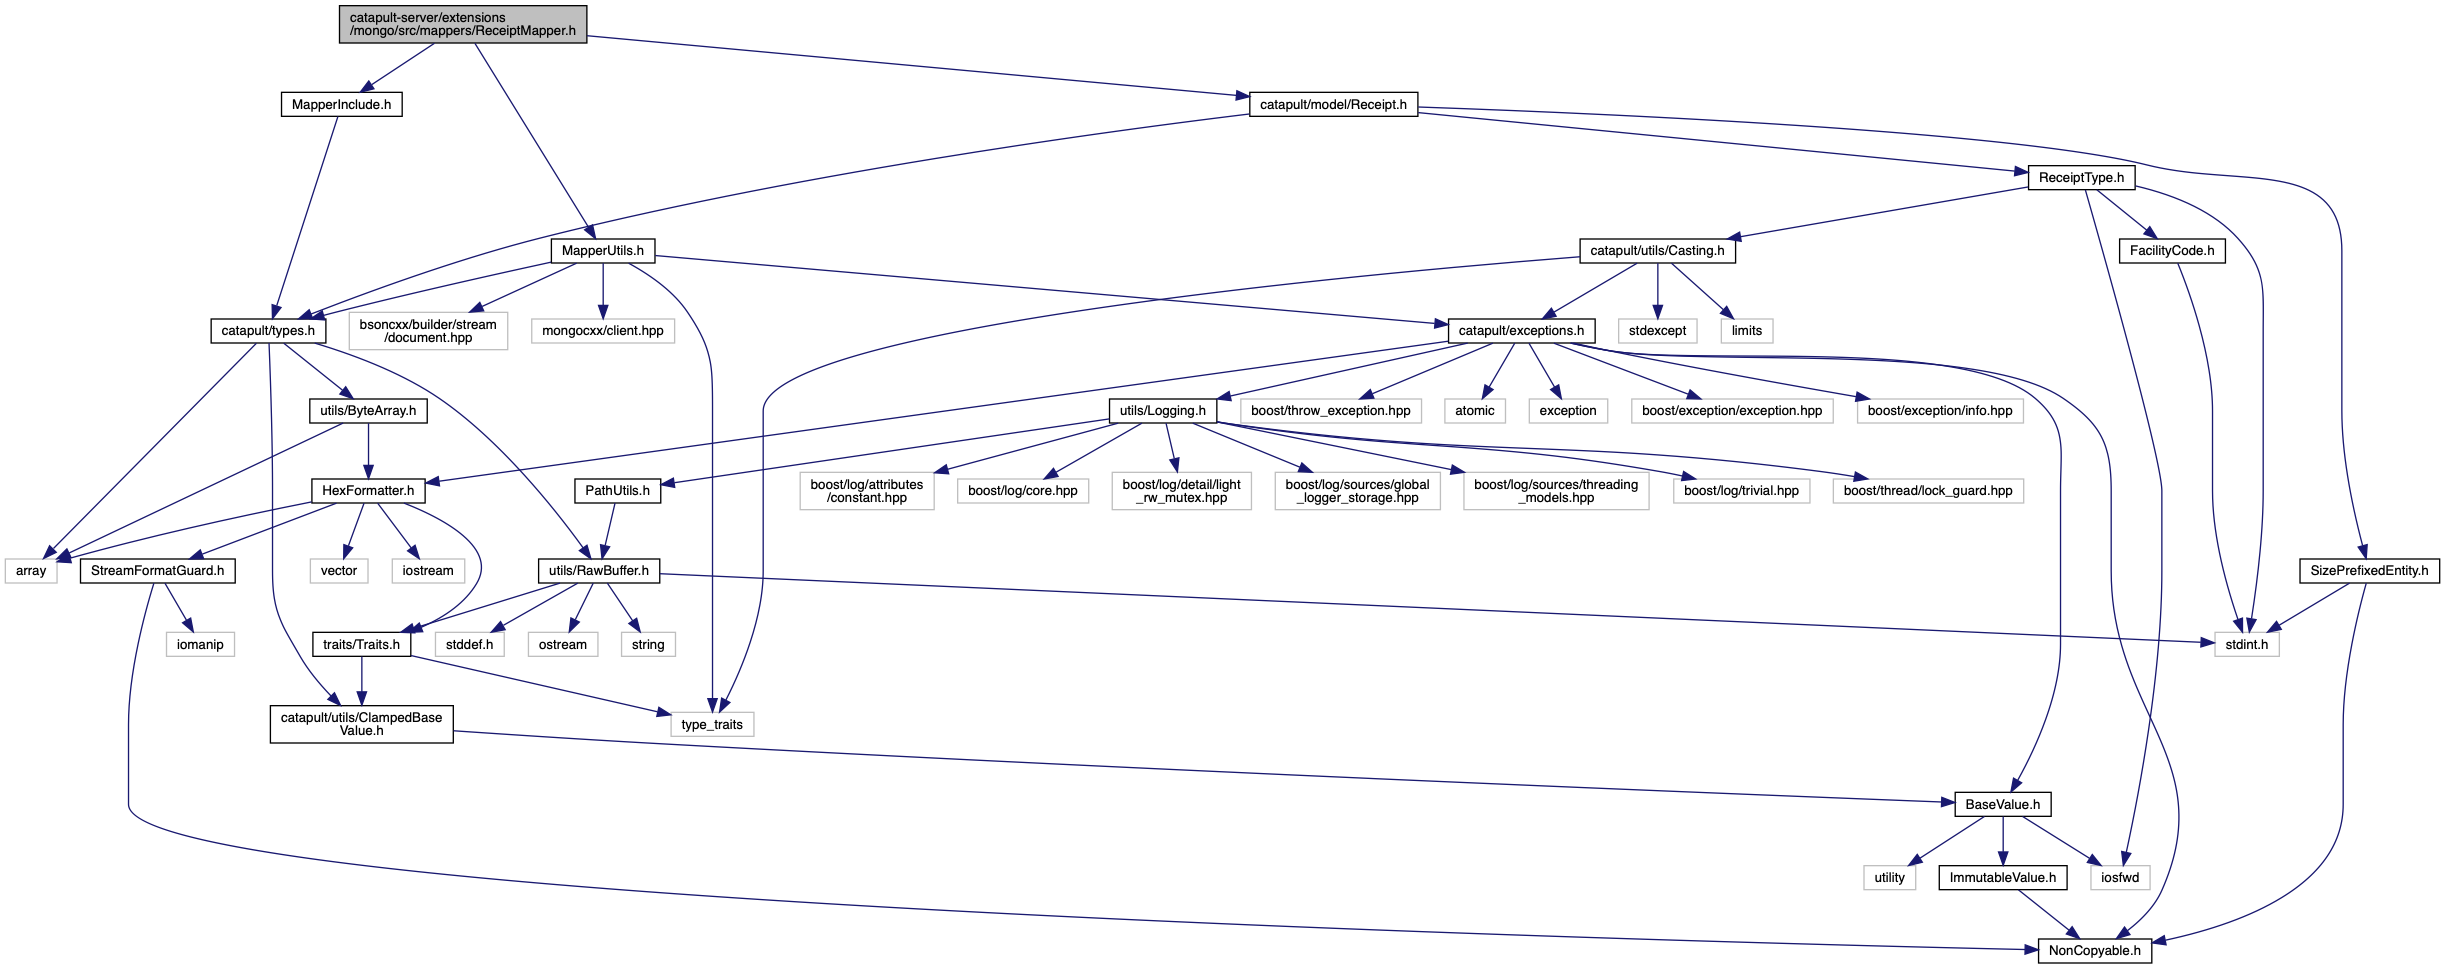 catapult-server/extensions
/mongo/src/mappers/ReceiptMapper.h
MapperInclude.h
catapult/model/Receipt.h
ReceiptType.h
MapperUtils.h
catapult/utils/Casting.h
FacilityCode.h
catapult/types.h
bsoncxx/builder/stream
/document.hpp
mongocxx/client.hpp
catapult/exceptions.h
stdexcept
limits
utils/ByteArray.h
utils/Logging.h
boost/throw_exception.hpp
atomic
exception
boost/exception/exception.hpp
boost/exception/info.hpp
HexFormatter.h
PathUtils.h
boost/log/attributes
/constant.hpp
boost/log/core.hpp
boost/log/detail/light
_rw_mutex.hpp
boost/log/sources/global
_logger_storage.hpp
boost/log/sources/threading
_models.hpp
boost/log/trivial.hpp
boost/thread/lock_guard.hpp
array
StreamFormatGuard.h
vector
iostream
utils/RawBuffer.h
SizePrefixedEntity.h
iomanip
traits/Traits.h
stddef.h
ostream
string
stdint.h
catapult/utils/ClampedBase
Value.h
type_traits
BaseValue.h
utility
ImmutableValue.h
iosfwd
NonCopyable.h